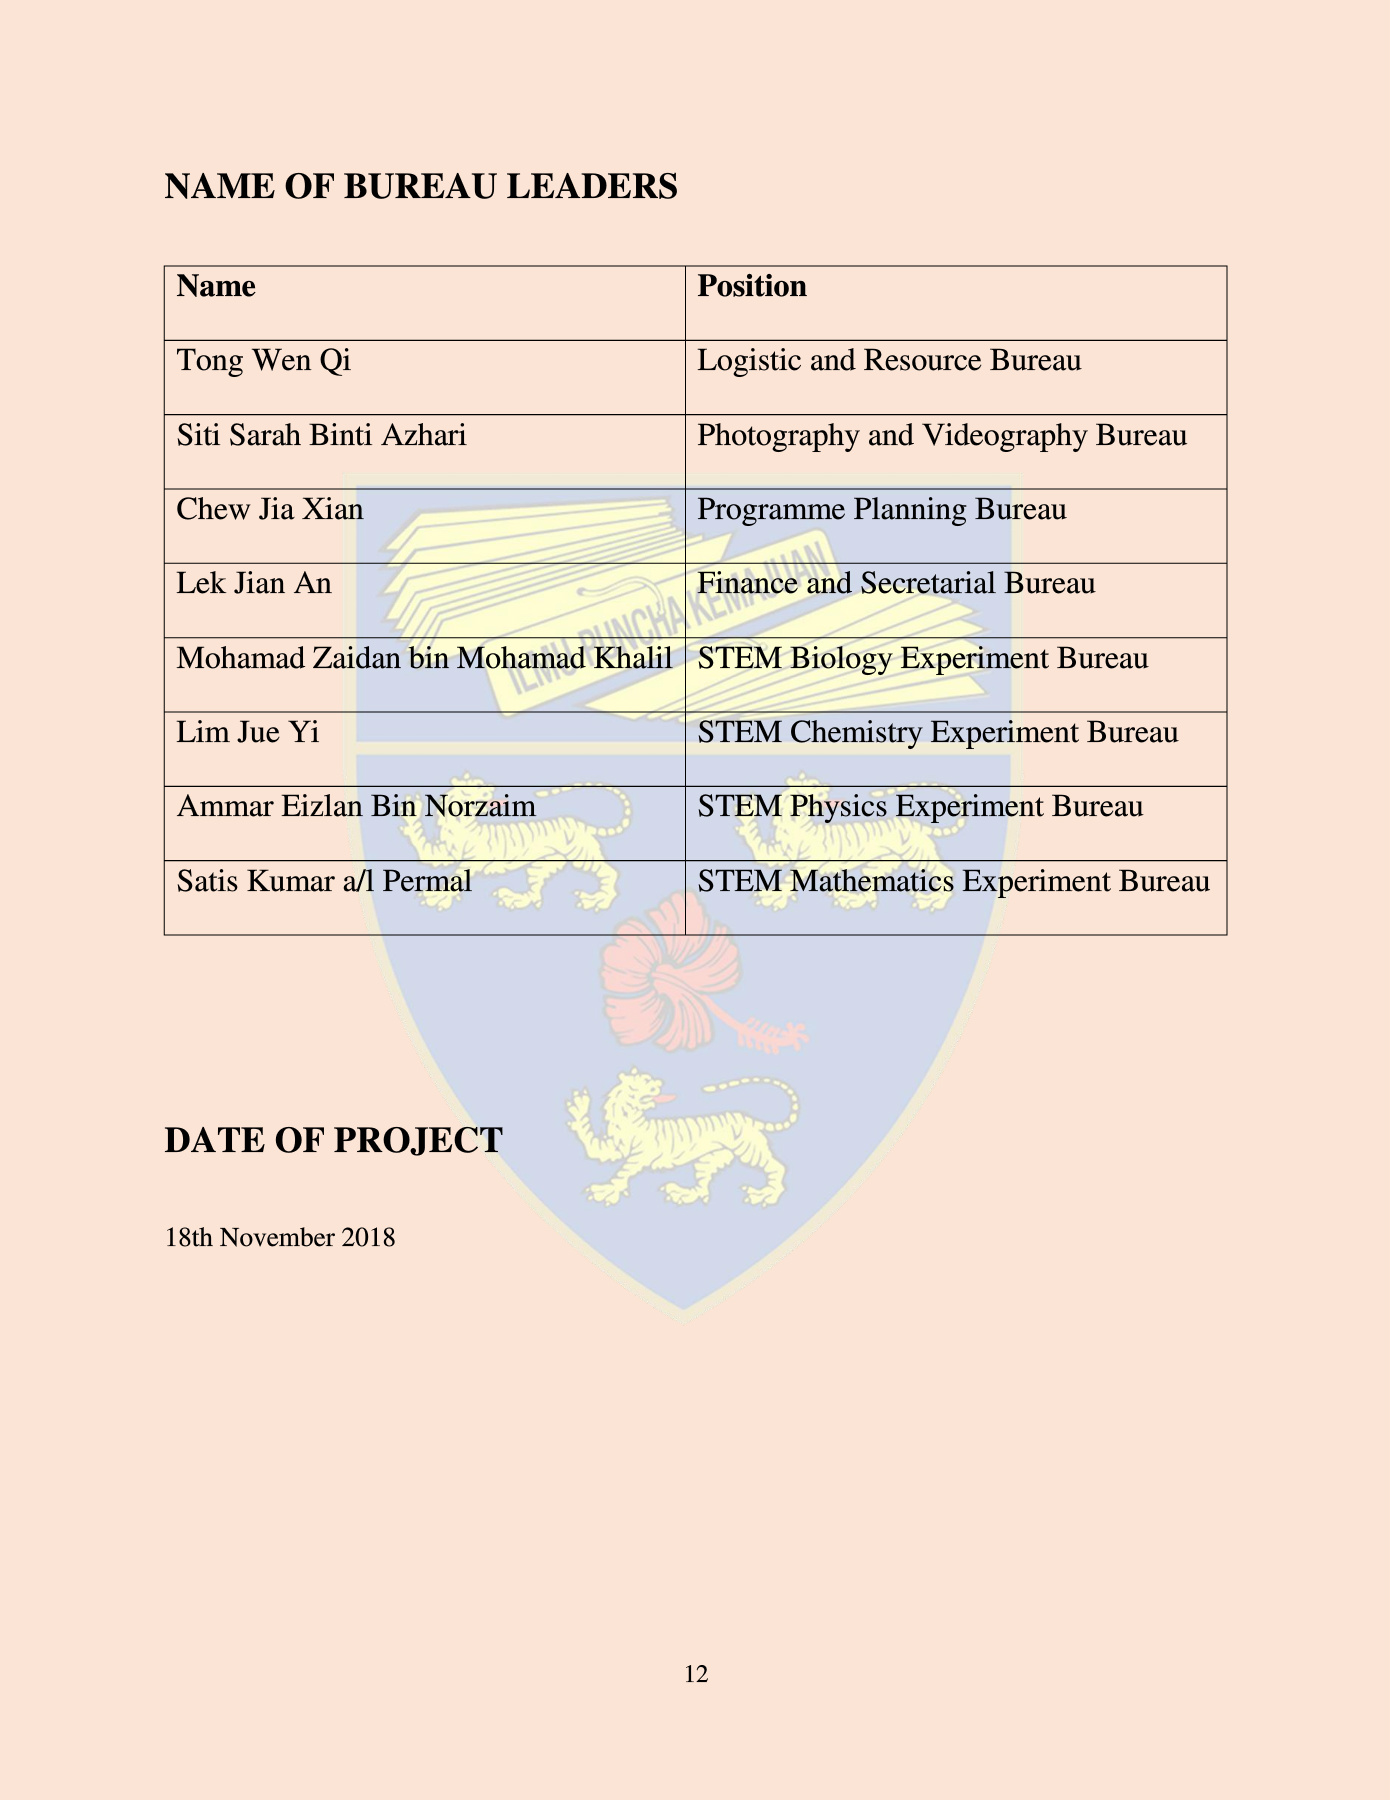 NAME OF BUREAU LEADERS
Name Position
Tong Wen Qi Logistic and Resource Bureau
Siti Sarah Binti Azhari Photography and Videography Bureau
Chew Jia Xian Programme Planning Bureau
Lek Jian An Finance and Secretarial Bureau
Mohamad Zaidan bin Mohamad Khalil STEM Biology Experiment Bureau
Lim Jue Yi STEM Chemistry Experiment Bureau
Ammar Eizlan Bin Norzaim STEM Physics Experiment Bureau
Satis Kumar a/l Permal STEM Mathematics Experiment Bureau
ILMU PUNCHA KEMAJUAN
DATE OF PROJECT
18th November 2018
12